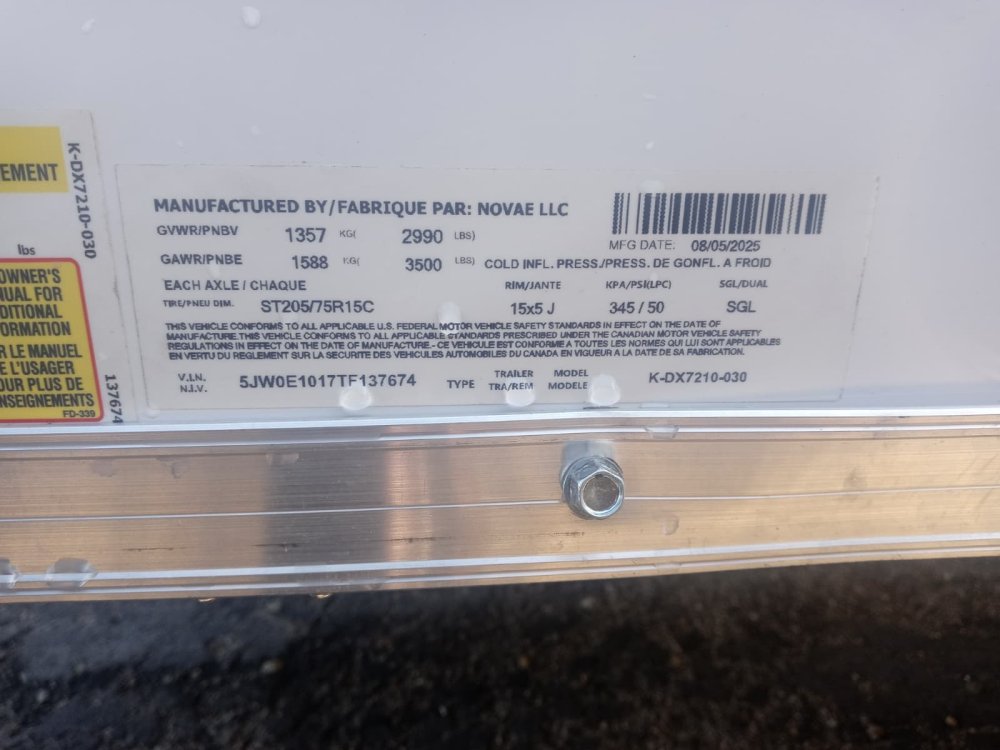 EMENT
K-DX7210-030
lbs
OWNER'S
UAL FOR
DITIONAL
ORMATION
R LE MANUEL
E L'USAGER
OUR PLUS DE
NSEIGNEMENTS
FD-339
137674
MANUFACTURED BY/FABRIQUE PAR: NOVAE LLC
GVWR/PNBV 1357 KG( 2990 LBS)
MFG DATE: 08/05/2025
GAWR/PNBE 1588 KG( 3500 LBS) COLD INFL. PRESS./PRESS. DE GONFL. A FROID
EACH AXLE / CHAQUE RIM/JANTE KPA/PSI(LPC) SGL/DUAL
TIRE/PNEU DIM. ST205/75R15C 15x5 J 345 / 50 SGL
THIS VEHICLE CONFORMS TO ALL APPLICABLE U.S. FEDERAL MOTOR VEHICLE SAFETY STANDARDS IN EFFECT ON THE DATE OF
MANUFACTURE.THIS VEHICLE CONFORMS TO ALL APPLICABLE STANDARDS PRESCRIBED UNDER THE CANADIAN MOTOR VEHICLE SAFETY
REGULATIONS IN EFFECT ON THE DATE OF MANUFACTURE.- CE VEHICULE EST CONFORME A TOUTES LES NORMES QUI LUI SONT APPLICABLES
EN VERTU DU REGLEMENT SUR LA SECURITE DES VEHICULES AUTOMOBILES DU CANADA EN VIGUEUR A LA DATE DE SA FABRICATION.
V.I.N. 5JW0E1017TF137674 TYPE TRAILER MODEL K-DX7210-030
N.I.V. TRA/REM MODELE